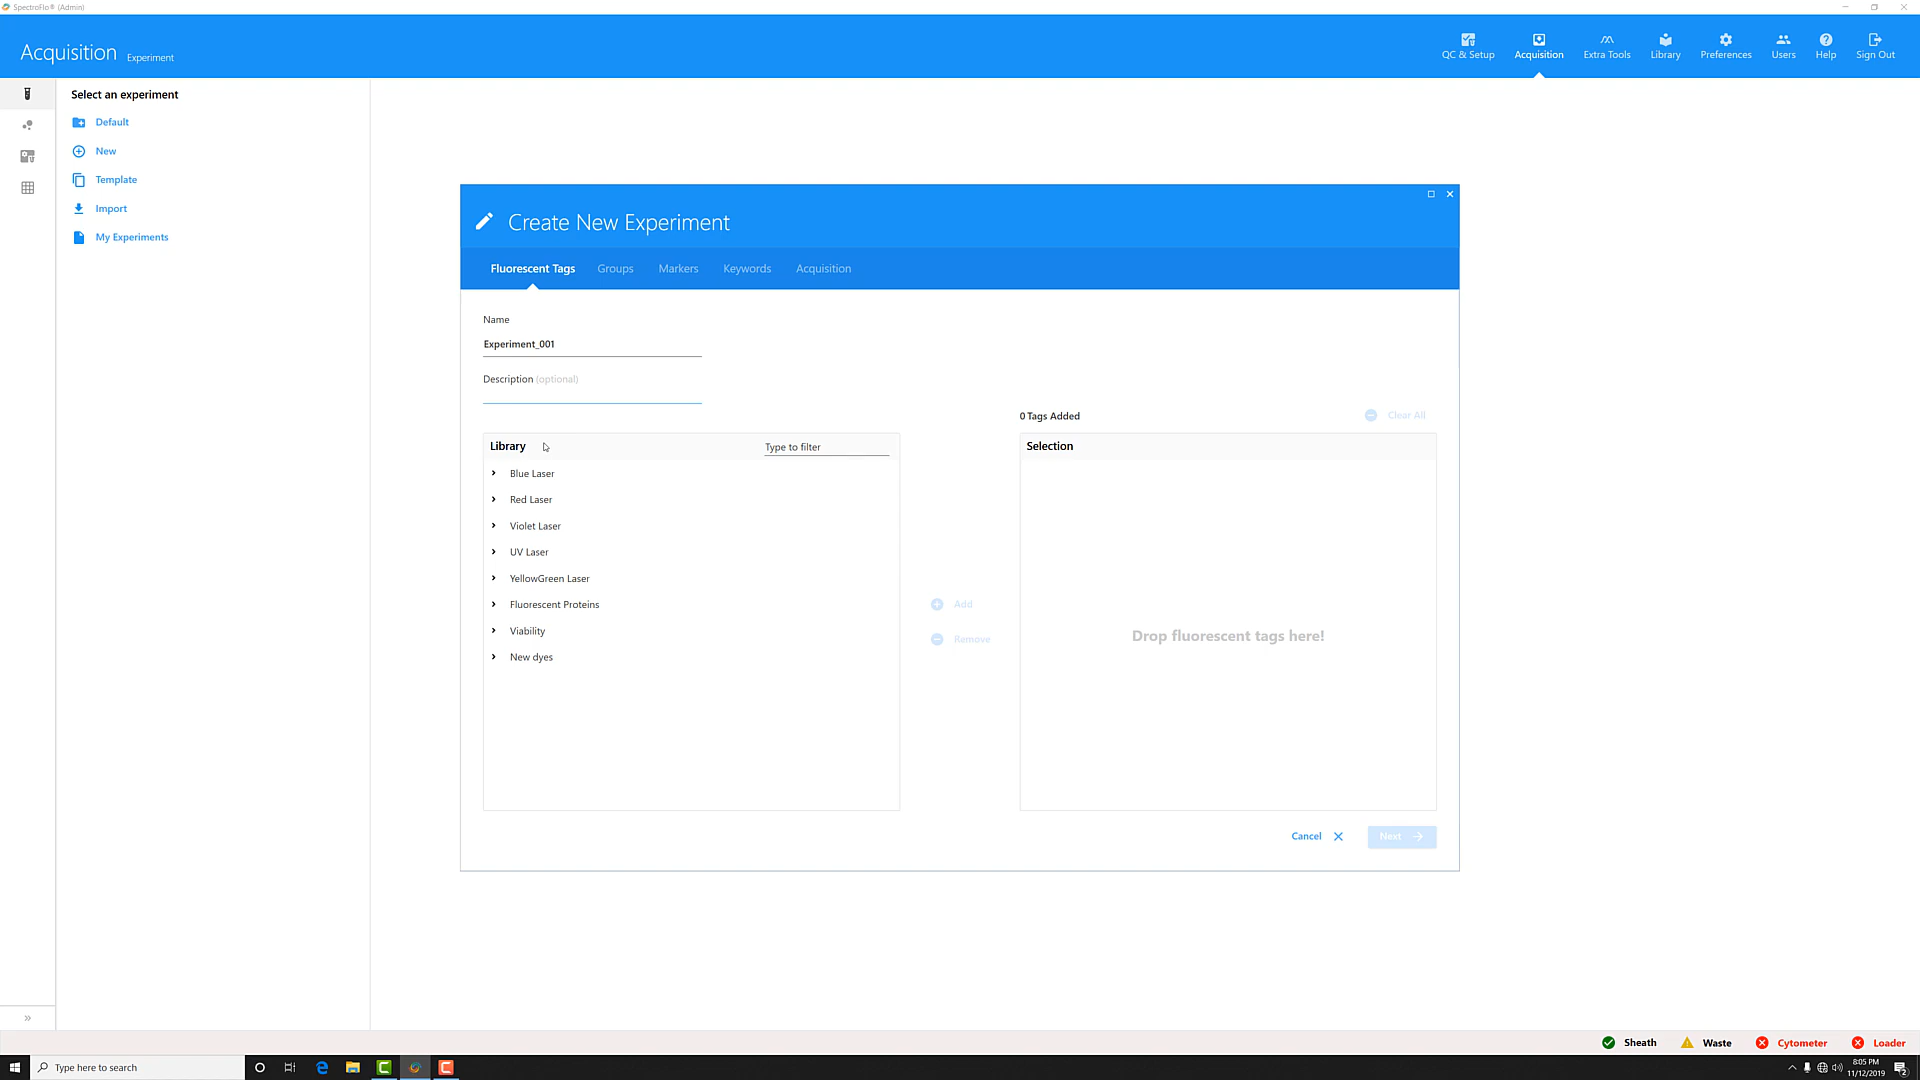 SpectroFlo® (Admin)
Acquisition Experiment
QC & Setup
Acquisition
Extra Tools
Library
Preferences
Users
Help
Sign Out
Select an experiment
Default
New
Template
Import
My Experiments
Create New Experiment
Fluorescent Tags
Groups
Markers
Keywords
Acquisition
Name
Experiment_001
Description (optional)
0 Tags Added
Clear All
Library
Type to filter
Selection
Blue Laser
Red Laser
Violet Laser
UV Laser
YellowGreen Laser
Fluorescent Proteins
Viability
New dyes
Add
Remove
Drop fluorescent tags here!
Cancel
Next
Sheath
Waste
Cytometer
Loader
Type here to search
8:05 PM
11/12/2019
2